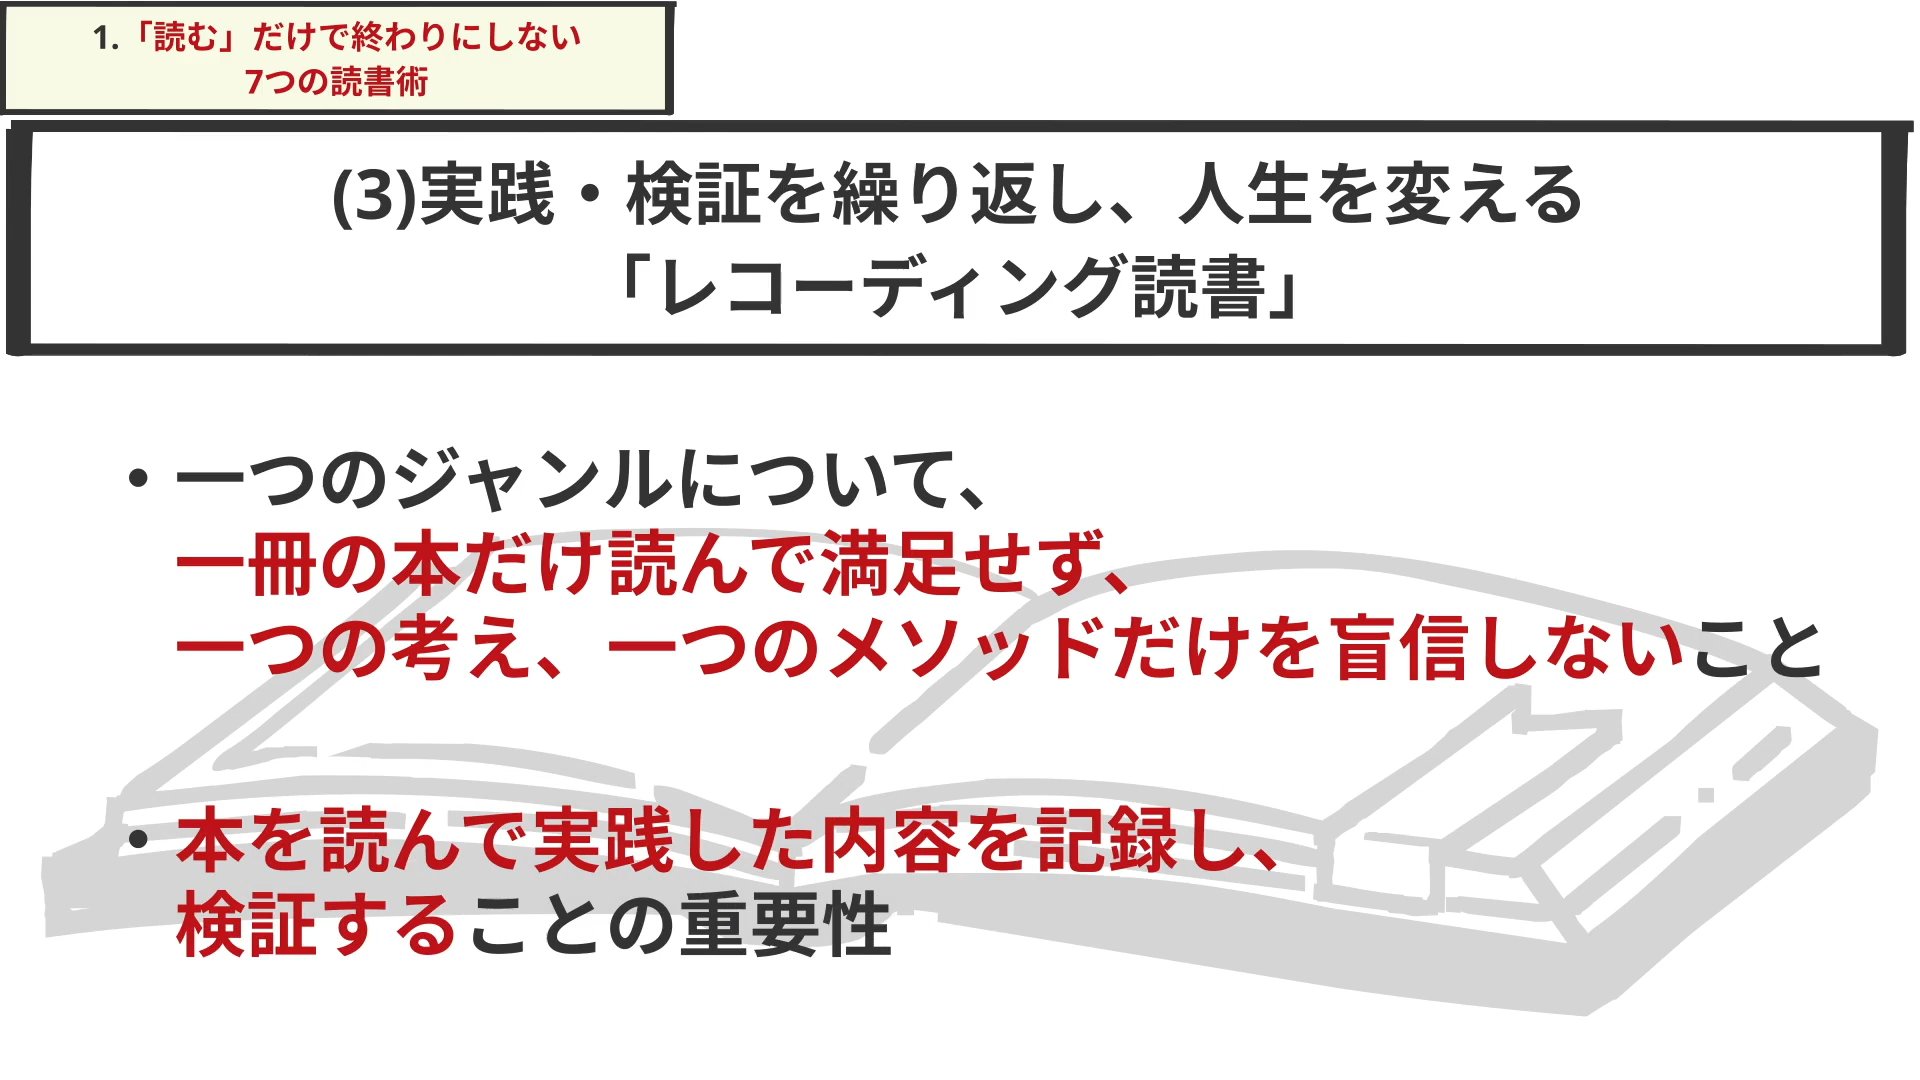 1.「読む」だけで終わりにしない
7つの読書術
(3)実践・検証を繰り返し、人生を変える
「レコーディング読書」
・一つのジャンルについて、
一冊の本だけ読んで満足せず、
一つの考え、一つのメソッドだけを盲信しないこと
・本を読んで実践した内容を記録し、
検証することの重要性